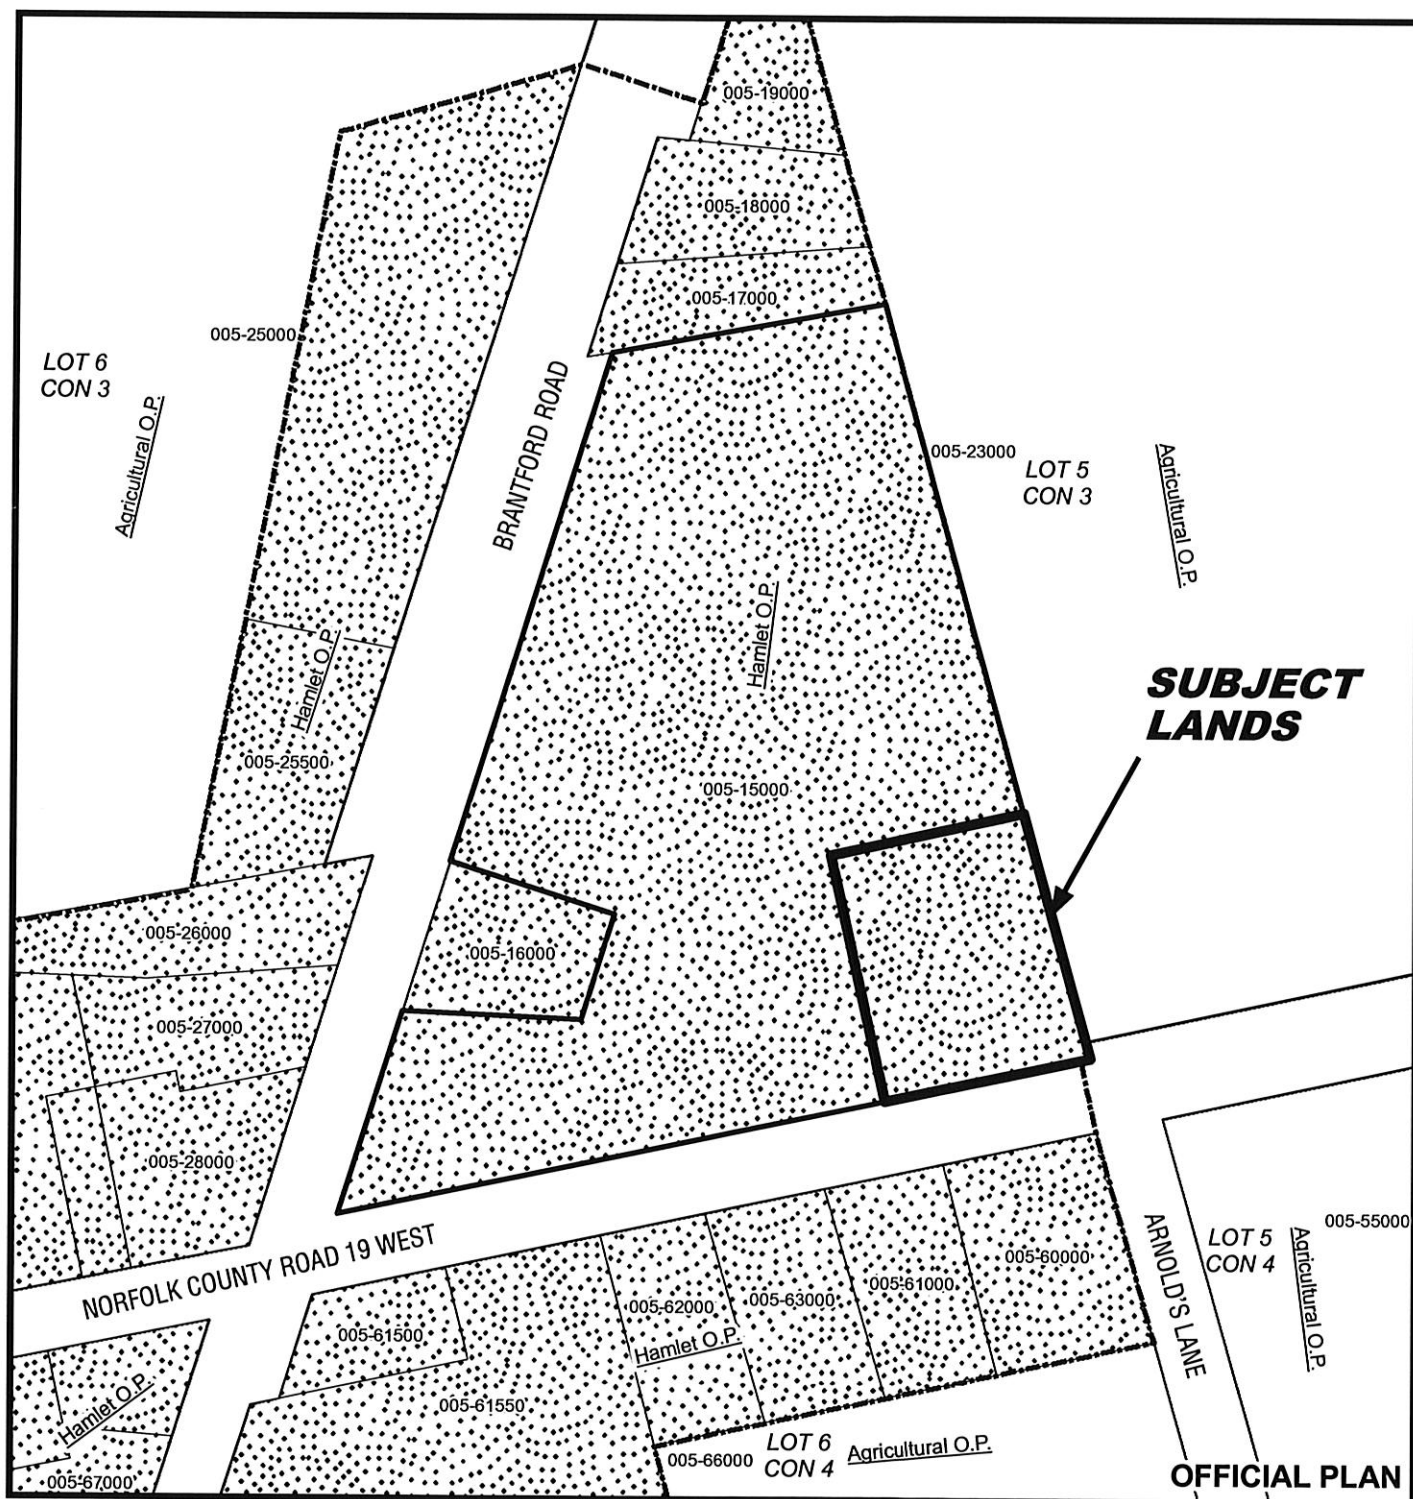 005-19000
005-18000
005-17000
005-25000
LOT 6
CON 3
Agricultural O.P.
BRANTFORD ROAD
005-23000
LOT 5
CON 3
Agricultural O.P.
Hamlet O.P.
Hamlet O.P.
SUBJECT
LANDS
005-25500
005-15000
005-26000
005-16000
005-27000
005-28000
NORFOLK COUNTY ROAD 19 WEST
ARNOLD'S LANE
LOT 5
CON 4
Agricultural O.P.
005-55000
005-60000
005-61000
005-63000
005-62000
Hamlet O.P.
005-61500
005-61550
Hamlet O.P.
005-67000
005-66000
LOT 6
CON 4
Agricultural O.P.
OFFICIAL PLAN